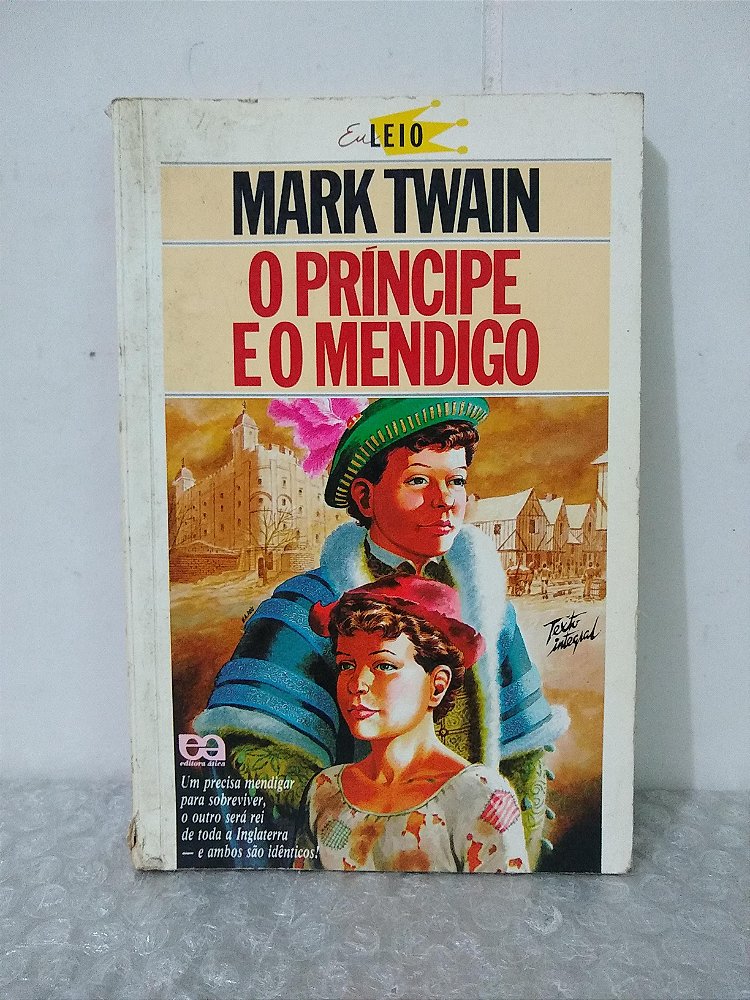 Eu LEIO
MARK TWAIN
O PRÍNCIPE
E O MENDIGO
Texto
integral
ea
editora ática
Um precisa mendigar
para sobreviver,
o outro será rei
de toda a Inglaterra
— e ambos são idênticos!